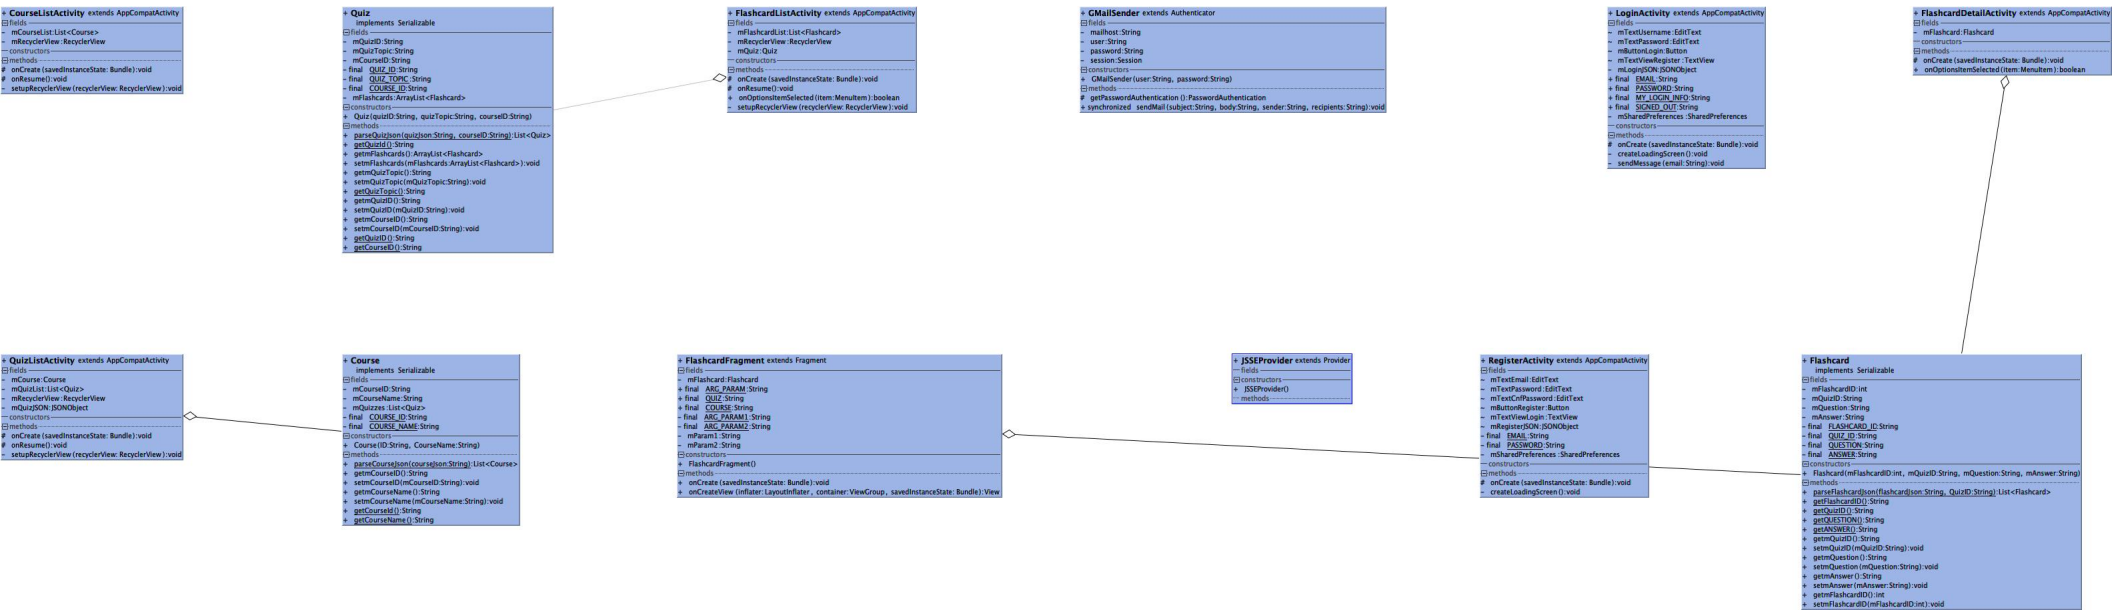 + CourseListActivity extends AppCompatActivity
fields
- mCourseList:List<Course>
- mRecyclerView:RecyclerView
constructors
methods
# onCreate(savedInstanceState: Bundle):void
# onResume():void
- setupRecyclerView(recyclerView: RecyclerView):void
+ Quiz
implements Serializable
fields
- mQuizID:String
- mQuizTopic:String
- mCourseID:String
- final QUIZ_ID:String
- final QUIZ_TOPIC:String
- final COURSE_ID:String
- mFlashcards:ArrayList<Flashcard>
constructors
+ Quiz(quizID:String, quizTopic:String, courseID:String)
methods
+ parseQuizJson(quizJson:String, courseID:String):List<Quiz>
+ getQuizId():String
+ getmFlashcards():ArrayList<Flashcard>
+ setmFlashcards(mFlashcards:ArrayList<Flashcard>):void
+ getmQuizTopic():String
+ setmQuizTopic(mQuizTopic:String):void
+ getQuizTopic():String
+ getmQuizID():String
+ setmQuizID(mQuizID:String):void
+ getmCourseID():String
+ setmCourseID(mCourseID:String):void
+ getQuizID():String
+ getCourseID():String
+ FlashcardListActivity extends AppCompatActivity
fields
- mFlashcardList:List<Flashcard>
- mRecyclerView:RecyclerView
- mQuiz:Quiz
constructors
methods
# onCreate(savedInstanceState: Bundle):void
# onResume():void
+ onOptionsItemSelected(item:MenuItem):boolean
- setupRecyclerView(recyclerView: RecyclerView):void
+ GMailSender extends Authenticator
fields
- mailhost:String
- user:String
- password:String
- session:Session
constructors
+ GMailSender(user:String, password:String)
methods
# getPasswordAuthentication():PasswordAuthentication
+ synchronized sendMail(subject:String, body:String, sender:String, recipients:String):void
+ LoginActivity extends AppCompatActivity
fields
- mTextUsername:EditText
- mTextPassword:EditText
- mButtonLogin:Button
- mTextViewRegister:TextView
- mLoginJSON:JSONObject
+ final EMAIL:String
+ final PASSWORD:String
+ final MY_LOGIN_INFO:String
+ final SIGNED_OUT:String
- mSharedPreferences:SharedPreferences
constructors
methods
# onCreate(savedInstanceState: Bundle):void
- createLoadingScreen():void
- sendMessage(email:String):void
+ FlashcardDetailActivity extends AppCompatActivity
fields
- mFlashcard:Flashcard
constructors
methods
# onCreate(savedInstanceState: Bundle):void
+ onOptionsItemSelected(item:MenuItem):boolean
+ QuizListActivity extends AppCompatActivity
fields
- mCourse:Course
- mQuizList:List<Quiz>
- mRecyclerView:RecyclerView
- mQuizJSON:JSONObject
constructors
methods
# onCreate(savedInstanceState: Bundle):void
# onResume():void
- setupRecyclerView(recyclerView: RecyclerView):void
+ Course
implements Serializable
fields
- mCourseID:String
- mCourseName:String
- mQuizzes:List<Quiz>
- final COURSE_ID:String
- final COURSE_NAME:String
constructors
+ Course(ID:String, CourseName:String)
methods
+ parseCourseJson(courseJson:String):List<Course>
+ getmCourseID():String
+ setmCourseID(mCourseID:String):void
+ getmCourseName():String
+ setmCourseName(mCourseName:String):void
+ getCourseId():String
+ getCourseName():String
+ FlashcardFragment extends Fragment
fields
- mFlashcard:Flashcard
+ final ARG_PARAM:String
+ final QUIZ:String
+ final COURSE:String
- final ARG_PARAM1:String
- final ARG_PARAM2:String
- mParam1:String
- mParam2:String
constructors
+ FlashcardFragment()
methods
+ onCreate(savedInstanceState: Bundle):void
+ onCreateView(inflater:LayoutInflater, container:ViewGroup, savedInstanceState: Bundle):View
+ JSSEProvider extends Provider
fields
constructors
+ JSSEProvider()
methods
+ RegisterActivity extends AppCompatActivity
fields
- mTextEmail:EditText
- mTextPassword:EditText
- mTextCnfPassword:EditText
- mButtonRegister:Button
- mTextViewLogin:TextView
- mRegisterJSON:JSONObject
- final EMAIL:String
- final PASSWORD:String
- mSharedPreferences:SharedPreferences
constructors
methods
# onCreate(savedInstanceState: Bundle):void
- createLoadingScreen():void
+ Flashcard
implements Serializable
fields
- mFlashcardID:int
- mQuizID:String
- mQuestion:String
- mAnswer:String
- final FLASHCARD_ID:String
- final QUIZ_ID:String
- final QUESTION:String
- final ANSWER:String
constructors
+ Flashcard(mFlashcardID:int, mQuizID:String, mQuestion:String, mAnswer:String)
methods
+ parseFlashcardJson(flashcardJson:String, QuizID:String):List<Flashcard>
+ getFlashcardID():String
+ getQuizID():String
+ getQUESTION():String
+ getANSWER():String
+ getmQuizID():String
+ setmQuizID(mQuizID:String):void
+ getmQuestion():String
+ setmQuestion(mQuestion:String):void
+ getmAnswer():String
+ setmAnswer(mAnswer:String):void
+ getmFlashcardID():int
+ setmFlashcardID(mFlashcardID:int):void